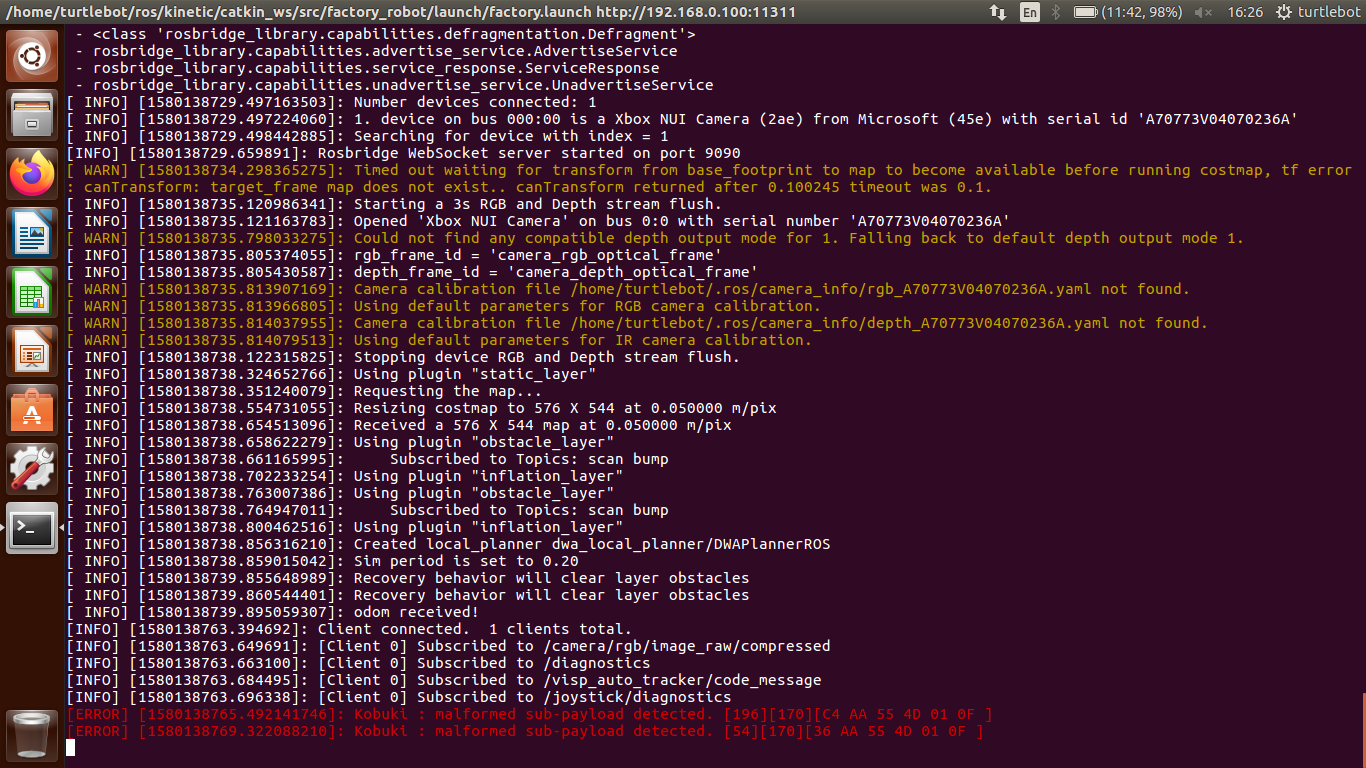 /home/turtlebot/ros/kinetic/catkin_ws/src/factory_robot/launch/factory.launch http://192.168.0.100:11311 En (11:42, 98%) 16:26 turtlebot
- <class 'rosbridge_library.capabilities.defragmentation.Defragment'>
- rosbridge_library.capabilities.advertise_service.AdvertiseService
- rosbridge_library.capabilities.service_response.ServiceResponse
- rosbridge_library.capabilities.unadvertise_service.UnadvertiseService
[ INFO] [1580138729.497163503]: Number devices connected: 1
[ INFO] [1580138729.497224060]: 1. device on bus 000:00 is a Xbox NUI Camera (2ae) from Microsoft (45e) with serial id 'A70773V04070236A'
[ INFO] [1580138729.498442885]: Searching for device with index = 1
[INFO] [1580138729.659891]: Rosbridge WebSocket server started on port 9090
[ WARN] [1580138734.298365275]: Timed out waiting for transform from base_footprint to map to become available before running costmap, tf error
: canTransform: target_frame map does not exist.. canTransform returned after 0.100245 timeout was 0.1.
[ INFO] [1580138735.120986341]: Starting a 3s RGB and Depth stream flush.
[ INFO] [1580138735.121163783]: Opened 'Xbox NUI Camera' on bus 0:0 with serial number 'A70773V04070236A'
[ WARN] [1580138735.798033275]: Could not find any compatible depth output mode for 1. Falling back to default depth output mode 1.
[ INFO] [1580138735.805374055]: rgb_frame_id = 'camera_rgb_optical_frame'
[ INFO] [1580138735.805430587]: depth_frame_id = 'camera_depth_optical_frame'
[ WARN] [1580138735.813907169]: Camera calibration file /home/turtlebot/.ros/camera_info/rgb_A70773V04070236A.yaml not found.
[ WARN] [1580138735.813966805]: Using default parameters for RGB camera calibration.
[ WARN] [1580138735.814037955]: Camera calibration file /home/turtlebot/.ros/camera_info/depth_A70773V04070236A.yaml not found.
[ WARN] [1580138735.814079513]: Using default parameters for IR camera calibration.
[ INFO] [1580138738.122315825]: Stopping device RGB and Depth stream flush.
[ INFO] [1580138738.324652766]: Using plugin "static_layer"
[ INFO] [1580138738.351240079]: Requesting the map...
[ INFO] [1580138738.554731055]: Resizing costmap to 576 X 544 at 0.050000 m/pix
[ INFO] [1580138738.654513096]: Received a 576 X 544 map at 0.050000 m/pix
[ INFO] [1580138738.658622279]: Using plugin "obstacle_layer"
[ INFO] [1580138738.661165995]:     Subscribed to Topics: scan bump
[ INFO] [1580138738.702233254]: Using plugin "inflation_layer"
[ INFO] [1580138738.763007386]: Using plugin "obstacle_layer"
[ INFO] [1580138738.764947011]:     Subscribed to Topics: scan bump
[ INFO] [1580138738.800462516]: Using plugin "inflation_layer"
[ INFO] [1580138738.856316210]: Created local_planner dwa_local_planner/DWAPlannerROS
[ INFO] [1580138738.859015042]: Sim period is set to 0.20
[ INFO] [1580138739.855648989]: Recovery behavior will clear layer obstacles
[ INFO] [1580138739.860544401]: Recovery behavior will clear layer obstacles
[ INFO] [1580138739.895059307]: odom received!
[INFO] [1580138763.394692]: Client connected.  1 clients total.
[INFO] [1580138763.649691]: [Client 0] Subscribed to /camera/rgb/image_raw/compressed
[INFO] [1580138763.663100]: [Client 0] Subscribed to /diagnostics
[INFO] [1580138763.684495]: [Client 0] Subscribed to /visp_auto_tracker/code_message
[INFO] [1580138763.696338]: [Client 0] Subscribed to /joystick/diagnostics
[ERROR] [1580138765.492141746]: Kobuki : malformed sub-payload detected. [196][170][C4 AA 55 4D 01 0F ]
[ERROR] [1580138769.322088210]: Kobuki : malformed sub-payload detected. [54][170][36 AA 55 4D 01 0F ]